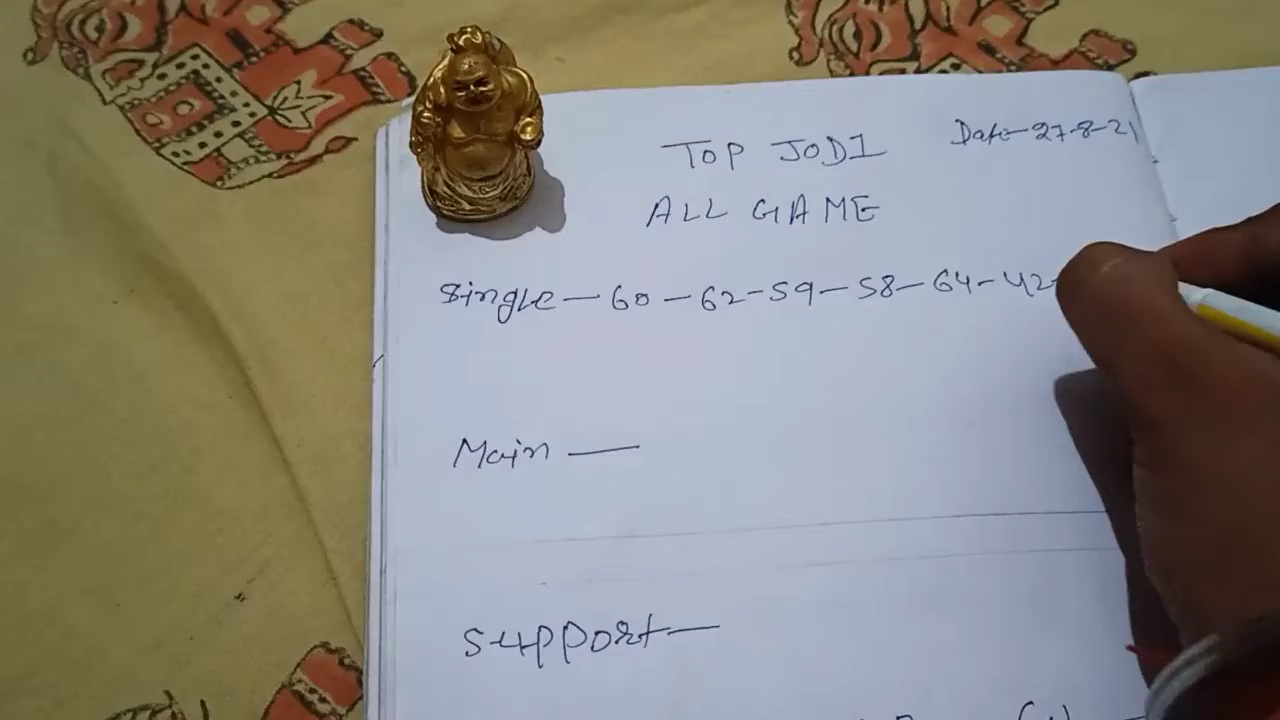 TOP JODI
Date-27-8-21
ALL GAME
Single - 60 - 62 - 59 - 58 - 64 - 42 -
Main —
Support —